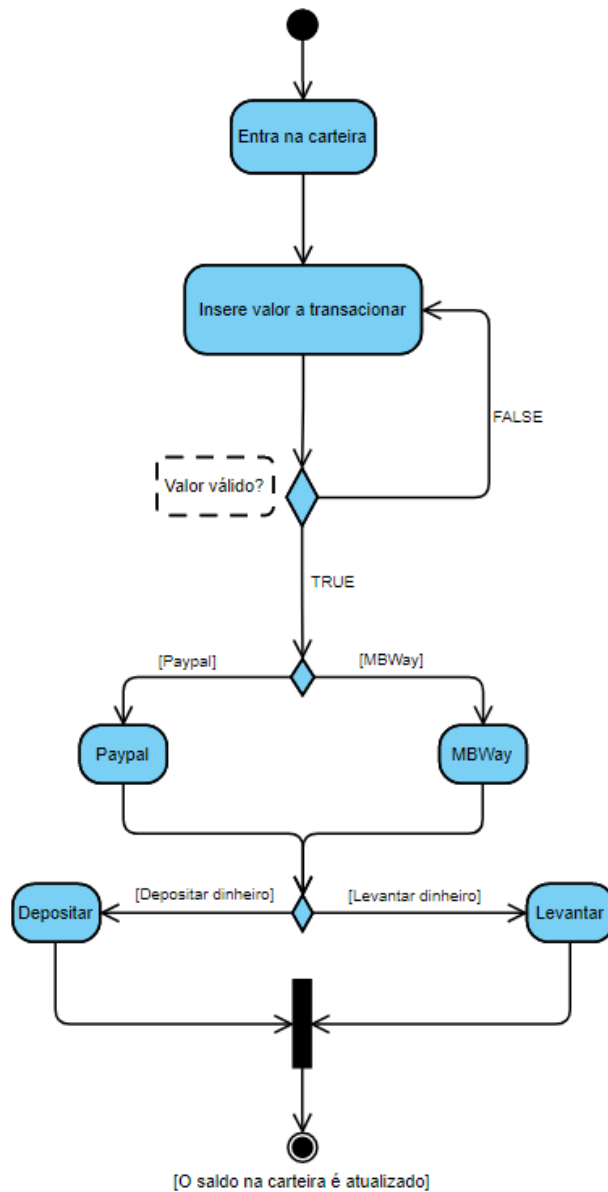 Entra na carteira
Insere valor a transacionar
FALSE
Valor válido?
TRUE
[Paypal]
[MBWay]
Paypal
MBWay
[Depositar dinheiro]
[Levantar dinheiro]
Depositar
Levantar
[O saldo na carteira é atualizado]